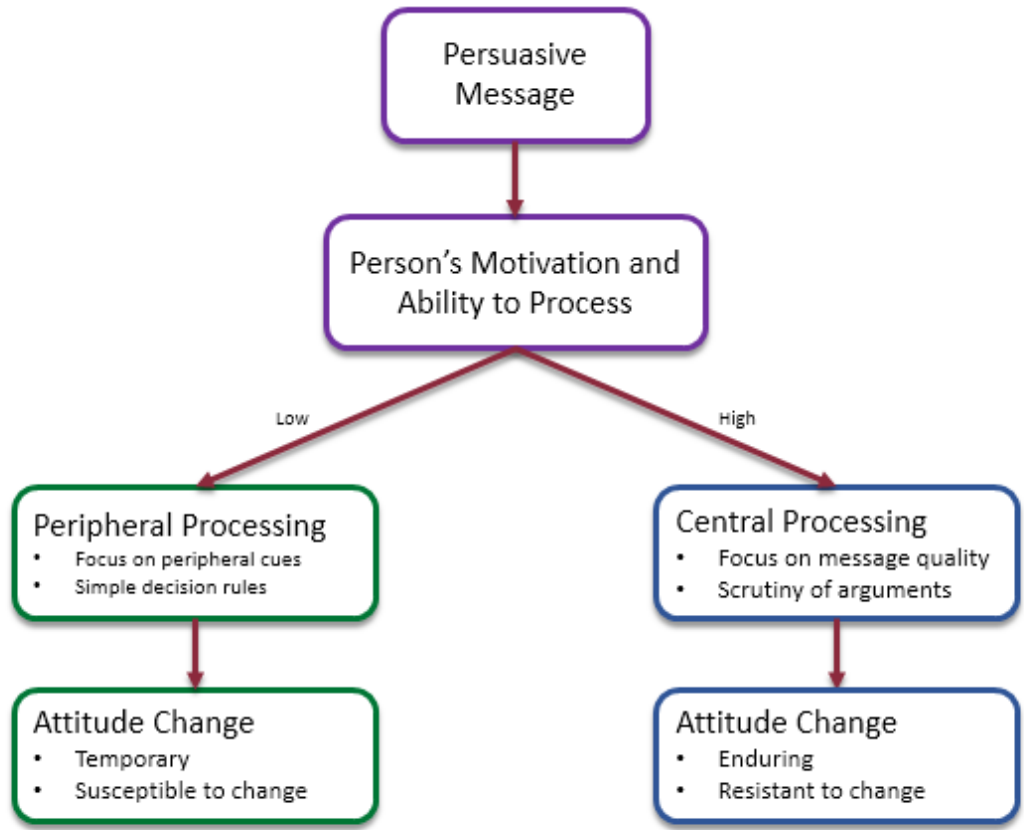 Persuasive
Message
Person’s Motivation and
Ability to Process
Low
High
Peripheral Processing
• Focus on peripheral cues
• Simple decision rules
Central Processing
• Focus on message quality
• Scrutiny of arguments
Attitude Change
• Temporary
• Susceptible to change
Attitude Change
• Enduring
• Resistant to change